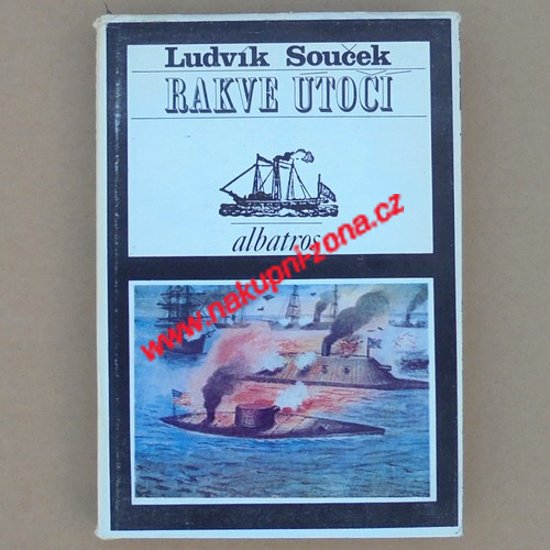 Ludvík Souček
RAKVE ÚTOČÍ
albatros
www.nakupni-zona.cz